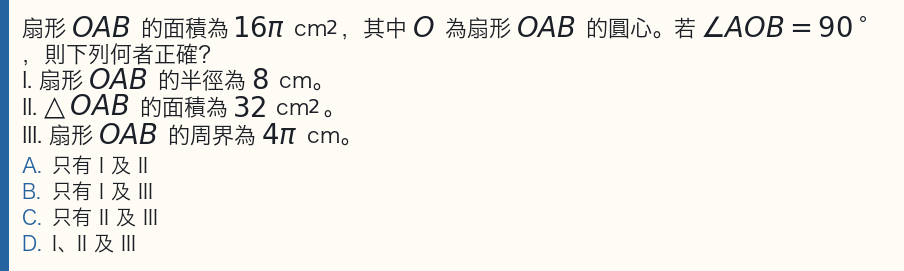 扇形 OAB 的面積為 16π cm²，其中 O 為扇形 OAB 的圓心。若 ∠AOB = 90°
，則下列何者正確？
I. 扇形 OAB 的半徑為 8 cm。
II. △OAB 的面積為 32 cm²。
III. 扇形 OAB 的周界為 4π cm。
A. 只有 I 及 II
B. 只有 I 及 III
C. 只有 II 及 III
D. I、II 及 III